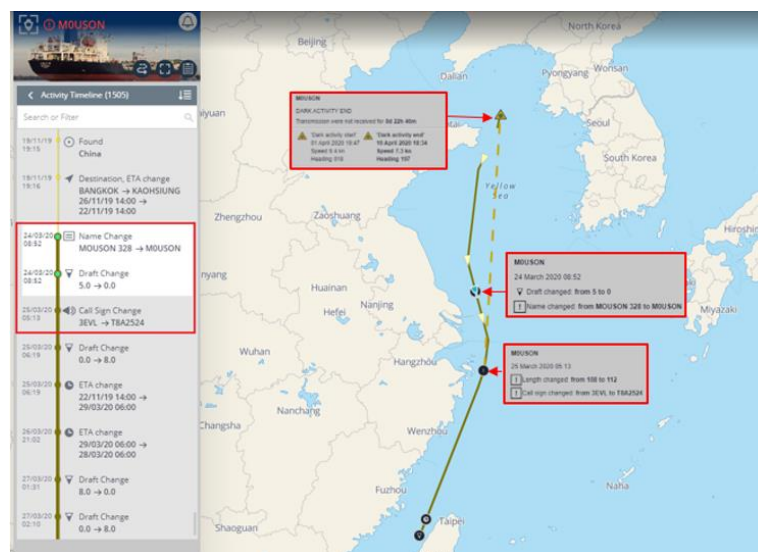 M0USON
Activity Timeline (1505)
Search or Filter
19/11/19
19:15
Found
China
19/11/19
19:16
Destination, ETA change
BANGKOK → KAOHSIUNG
26/11/19 14:00 →
22/11/19 14:00
24/03/20
08:52
Name Change
MOUSON 328 → M0USON
24/03/20
08:52
Draft Change
5.0 → 0.0
25/03/20
05:13
Call Sign Change
3EVL → T8A2524
25/03/20
06:19
Draft Change
0.0 → 8.0
25/03/20
06:19
ETA change
22/11/19 14:00 →
29/03/20 06:00
26/03/20
21:02
ETA change
29/03/20 06:00 →
28/03/20 06:00
27/03/20
01:31
Draft Change
8.0 → 0.0
27/03/20
02:10
Draft Change
0.0 → 8.0
M0USON
DARK ACTIVITY END
Transmission were not received for
'Dark activity start'
01 April 2020 19:47
'Dark activity end'
10 April 2020 18:34
Speed 7.3 kn
Heading 197
M0USON
24 March 2020 08:52
Draft changed from 5 to 0
Name changed: from MOUSON 328 to M0USON
M0USON
25 March 2020 05:13
Length changed: from 108 to 112
Call sign changed: from 3EVL to T8A2524
North Korea
Beijing
Dalian
Pyongyang
Wonsan
aiyuan
tai
Seoul
South Korea
Yellow
Sea
Zhengzhou
Zaoshuang
Hiroshim
nyang
Huainan
Hefei
Nanjing
Miyazaki
Wuhan
Hangzhou
Nanchang
Changsha
Wenzhou
Fuzhou
Naha
Shaoguan
Taipei